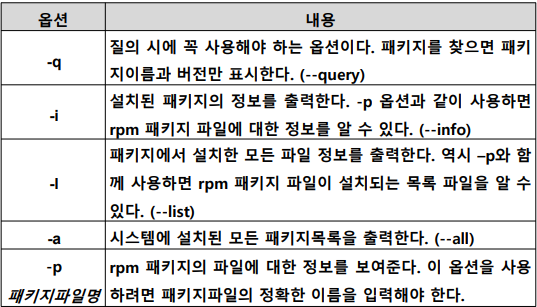 옵션 내용
-q 질의 시에 꼭 사용해야 하는 옵션이다. 패키지를 찾으면 패키
지이름과 버전만 표시한다. (--query)
-i 설치된 패키지의 정보를 출력한다. -p 옵션과 같이 사용하면
rpm 패키지 파일에 대한 정보를 알 수 있다. (--info)
-l 패키지에서 설치한 모든 파일 정보를 출력한다. 역시 –p와 함
께 사용하면 rpm 패키지 파일이 설치되는 목록 파일을 알 수
있다. (--list)
-a 시스템에 설치된 모든 패키지목록을 출력한다. (--all)
-p rpm 패키지의 파일에 대한 정보를 보여준다. 이 옵션을 사용
패키지파일명 하려면 패키지파일의 정확한 이름을 입력해야 한다.